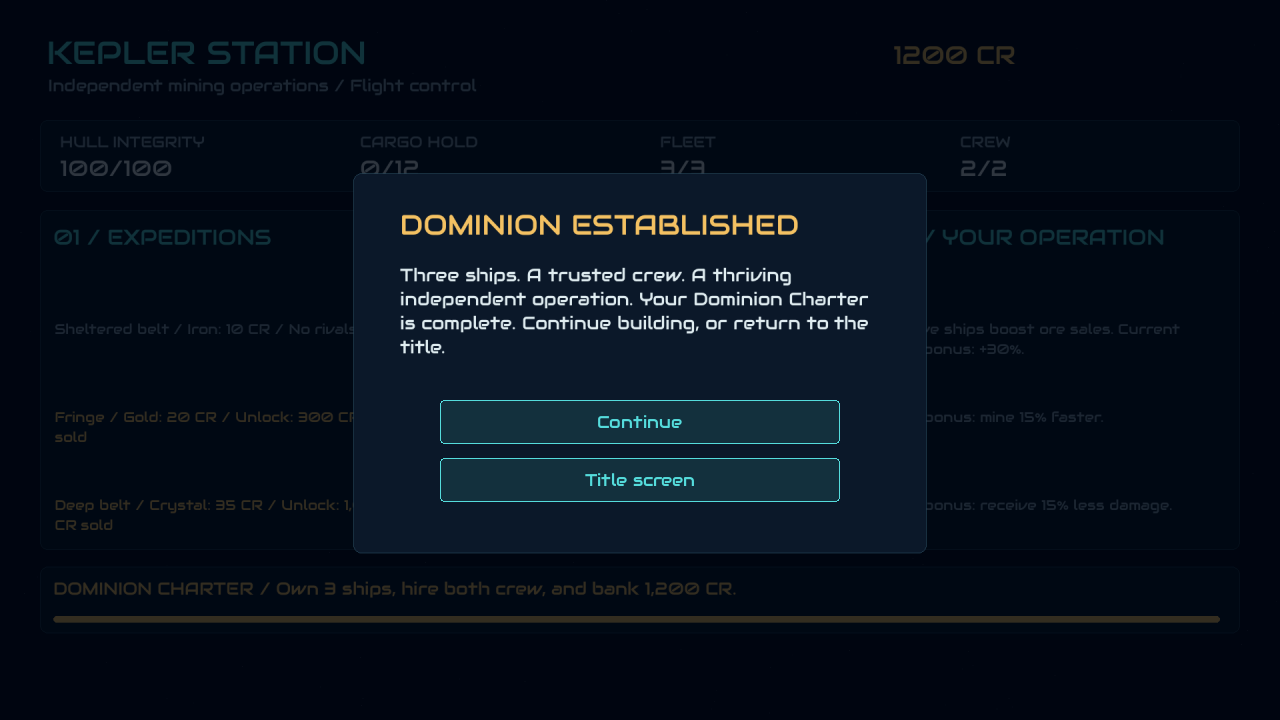 KEPLER STATION
1200 CR
Independent mining operations / Flight control
HULL INTEGRITY
CARGO HOLD
FLEET
CREW
100/100
0/12
3/3
2/2
01 / EXPEDITIONS
/ YOUR OPERATION
Sheltered belt / Iron: 10 CR / No rivals
ships boost ore sales. Current
bonus: +30%.
Fringe / Gold: 20 CR / Unlock: 300 CR
sold
bonus: mine 15% faster.
Deep belt / Crystal: 35 CR / Unlock: 1,
CR sold
bonus: receive 15% less damage.
DOMINION ESTABLISHED
Three ships. A trusted crew. A thriving
independent operation. Your Dominion Charter
is complete. Continue building, or return to the
title.
Continue
Title screen
DOMINION CHARTER / Own 3 ships, hire both crew, and bank 1,200 CR.